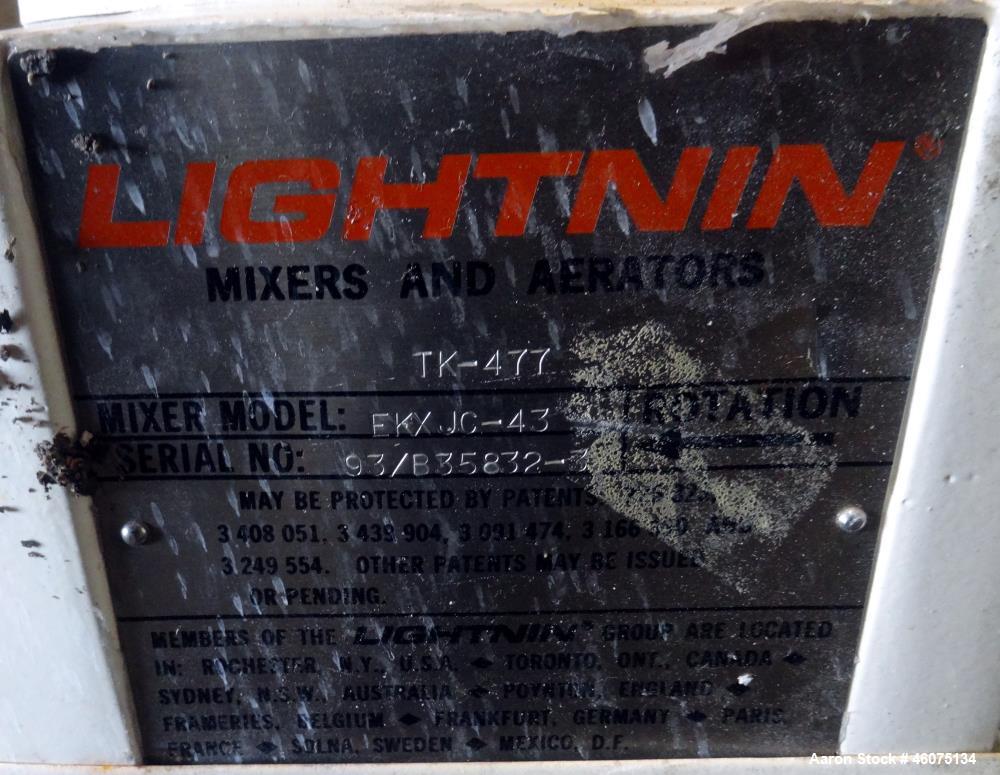 LIGHTNIN®
MIXERS AND AERATORS
TK-477
MIXER MODEL: EKXJC-43 ROTATION
SERIAL NO: 93/B35832-3
MAY BE PROTECTED BY PATENTS
3 408 051, 3 439 904, 3 091 474, 3 166 AND
3 249 554. OTHER PATENTS MAY BE ISSUED
OR PENDING.
MEMBERS OF THE LIGHTNIN® GROUP ARE LOCATED
IN: ROCHESTER, N.Y., U.S.A. ◆ TORONTO, ONT., CANADA ◆
SYDNEY, N.S.W., AUSTRALIA ◆ POYNTON, ENGLAND ◆
FRAMERIES, BELGIUM ◆ FRANKFURT, GERMANY ◆ PARIS,
FRANCE ◆ SOLNA, SWEDEN ◆ MEXICO, D.F.
Aaron Stock # 46075134